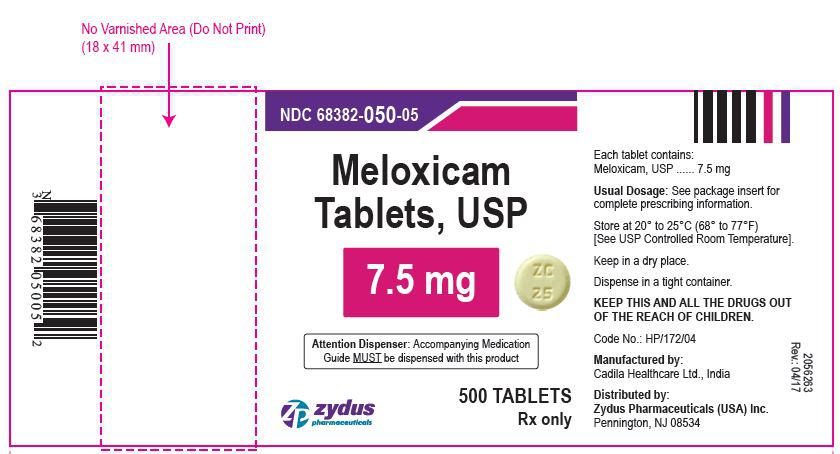 No Varnished Area (Do Not Print)
(18 x 41 mm)
N
3 68382 05005 2
NDC 68382-050-05
Meloxicam
Tablets, USP
7.5 mg
ZC
25
Attention Dispenser: Accompanying Medication
Guide MUST be dispensed with this product
zydus
pharmaceuticals
500 TABLETS
Rx only
Each tablet contains:
Meloxicam, USP ...... 7.5 mg
Usual Dosage: See package insert for
complete prescribing information.
Store at 20° to 25°C (68° to 77°F)
[See USP Controlled Room Temperature].
Keep in a dry place.
Dispense in a tight container.
KEEP THIS AND ALL THE DRUGS OUT
OF THE REACH OF CHILDREN.
Code No.: HP/172/04
Manufactured by:
Cadila Healthcare Ltd., India
Distributed by:
Zydus Pharmaceuticals (USA) Inc.
Pennington, NJ 08534
2056263
Rev.: 04/17